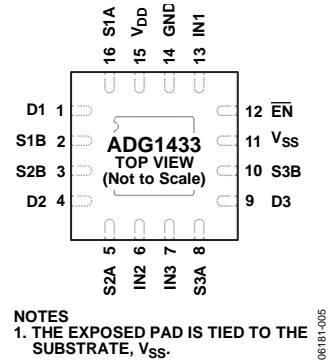 16 S1A
15 VDD
14 GND
13 IN1
D1 1
S1B 2
S2B 3
D2 4
ADG1433
TOP VIEW
(Not to Scale)
12 E̅N̅
11 VSS
10 S3B
9 D3
S2A 5
IN2 6
IN3 7
S3A 8
NOTES
1. THE EXPOSED PAD IS TIED TO THE
SUBSTRATE, VSS.
06181-005